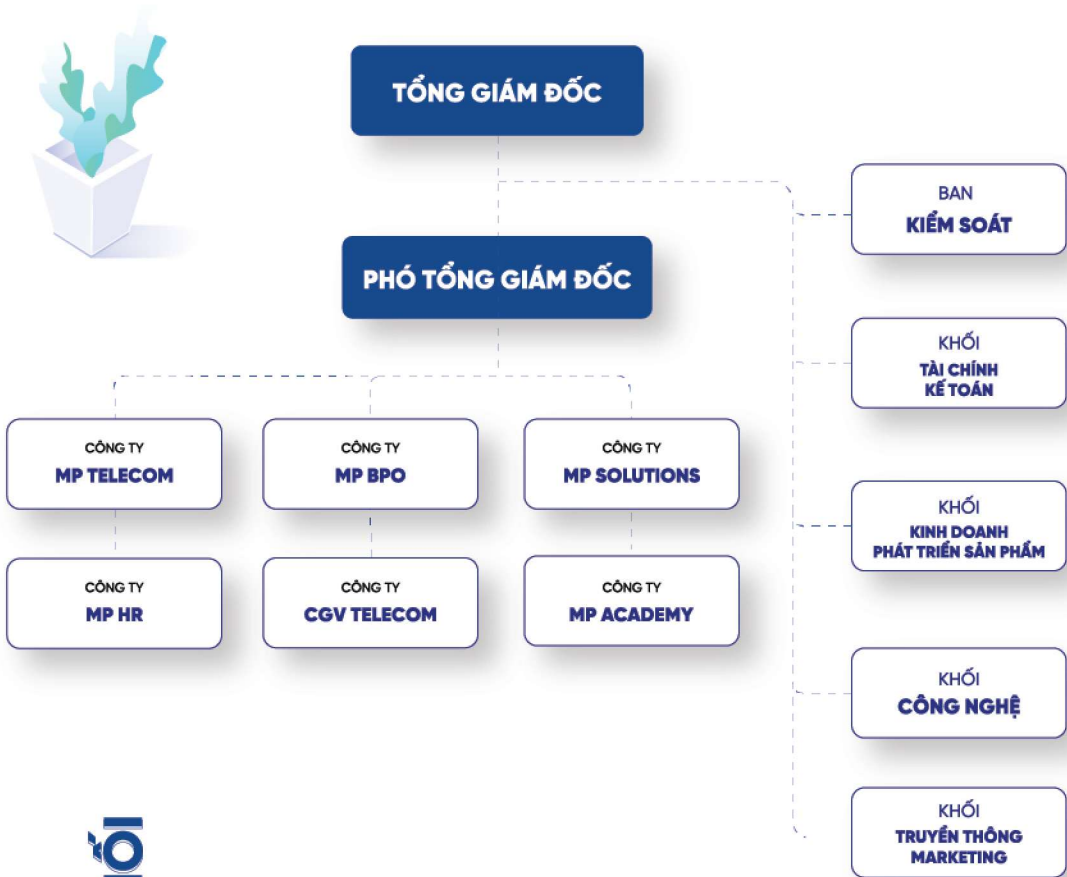 TỔNG GIÁM ĐỐC
BAN
KIỂM SOÁT
PHÓ TỔNG GIÁM ĐỐC
KHỐI
TÀI CHÍNH
KẾ TOÁN
CÔNG TY
MP TELECOM
CÔNG TY
MP BPO
CÔNG TY
MP SOLUTIONS
KHỐI
KINH DOANH
PHÁT TRIỂN SẢN PHẨM
CÔNG TY
MP HR
CÔNG TY
CGV TELECOM
CÔNG TY
MP ACADEMY
KHỐI
CÔNG NGHỆ
KHỐI
TRUYỀN THÔNG
MARKETING